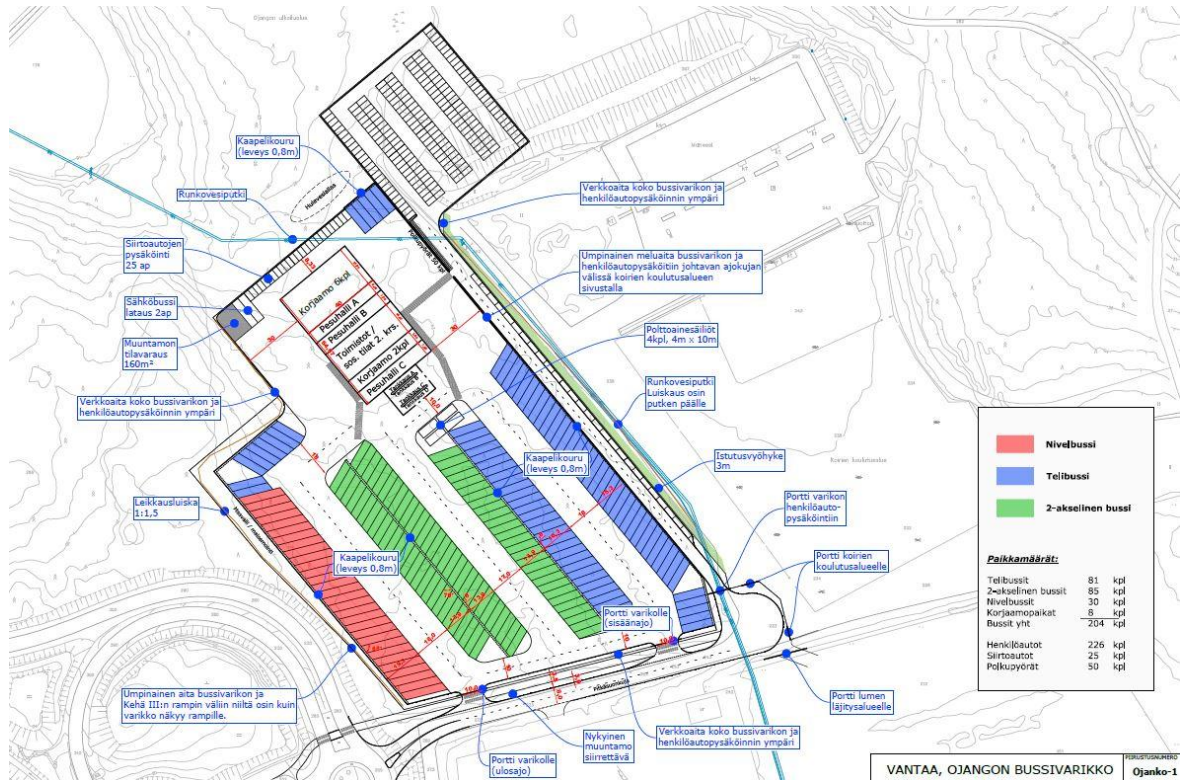 Ojangon ulkoilualue
Kaapelikouru
(leveys 0,8m)
Runkovesiputki
Siirtoautojen
pysäköinti
25 ap
Sähköbussi
lataus 2ap
Muuntamon
tilavaraus
160m²
Verkkoaita koko bussivarikon ja
henkilöautopysäköinnin ympäri
Leikkausluiska
1:1,5
Umpinainen aita bussivarikon ja
Kehä III:n rampin väliin niiltä osin kuin
varikko näkyy rampille.
Korjaamo 6kpl
Pesuhalli A
Pesuhalli B
Toimistot /
sos. tilat 2. krs.
Korjaamo 2kpl
Pesuhalli C
Verkkoaita koko bussivarikon ja
henkilöautopysäköinnin ympäri
Umpinainen meluaita bussivarikon ja
henkilöautopysäköitiin johtavan ajokujan
välissä koirien koulutusalueen
sivustalla
Polttoainesäiliöt
4kpl, 4m x 10m
Runkovesiputki
Luiskaus osin
putken päälle
Kaapelikouru
(leveys 0,8m)
Istutusvyöhyke
3m
Koirien koulutusalue
Portti varikon
henkilöauto-
pysäköintiin
Kaapelikouru
(leveys 0,8m)
Portti koirien
koulutusalueelle
Portti varikolle
(sisäänajo)
Portti lumen
läjitysalueelle
Verkkoaita koko bussivarikon ja
henkilöautopysäköinnin ympäri
Nykyinen
muuntamo
siirrettävä
Portti varikolle
(ulosajo)
Nivelbussi
Telibussi
2-akselinen bussi
Paikkamäärät:
Telibussit 81 kpl
2-akselinen bussit 85 kpl
Nivelbussit 30 kpl
Korjaamopaikat 8 kpl
Bussit yht 204 kpl
Henkilöautot 226 kpl
Siirtoautot 25 kpl
Polkupyörät 50 kpl
VANTAA, OJANGON BUSSIVARIKKO
PIIRUSTUSNUMERO
Ojanko-1